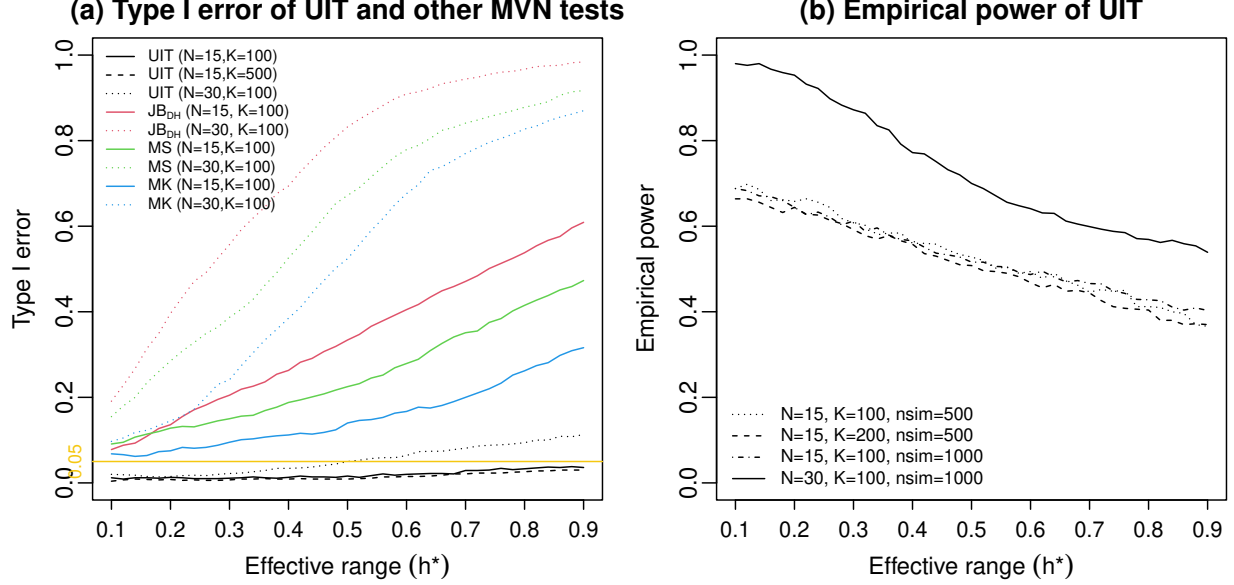 (a) Type I error of UIT and other MVN tests
Type I error
0.0
0.2
0.4
0.6
0.8
1.0
0.05
UIT (N=15,K=100)
UIT (N=15,K=500)
UIT (N=30,K=100)
JB_DH (N=15, K=100)
JB_DH (N=30, K=100)
MS (N=15,K=100)
MS (N=30,K=100)
MK (N=15,K=100)
MK (N=30,K=100)
0.1 0.2 0.3 0.4 0.5 0.6 0.7 0.8 0.9
Effective range (h*)
(b) Empirical power of UIT
Empirical power
0.0
0.2
0.4
0.6
0.8
1.0
N=15, K=100, nsim=500
N=15, K=200, nsim=500
N=15, K=100, nsim=1000
N=30, K=100, nsim=1000
0.1 0.2 0.3 0.4 0.5 0.6 0.7 0.8 0.9
Effective range (h*)